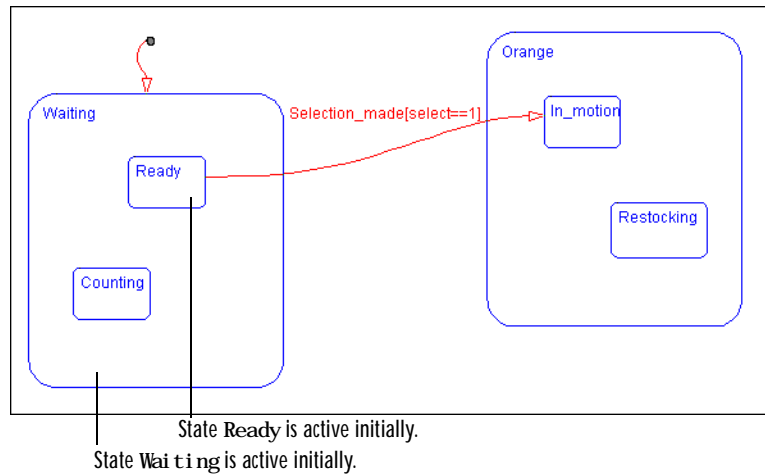 Orange
Waiting
Selection_made[select==1]
In_motion
Ready
Restocking
Counting
State Ready is active initially.
State Waiting is active initially.